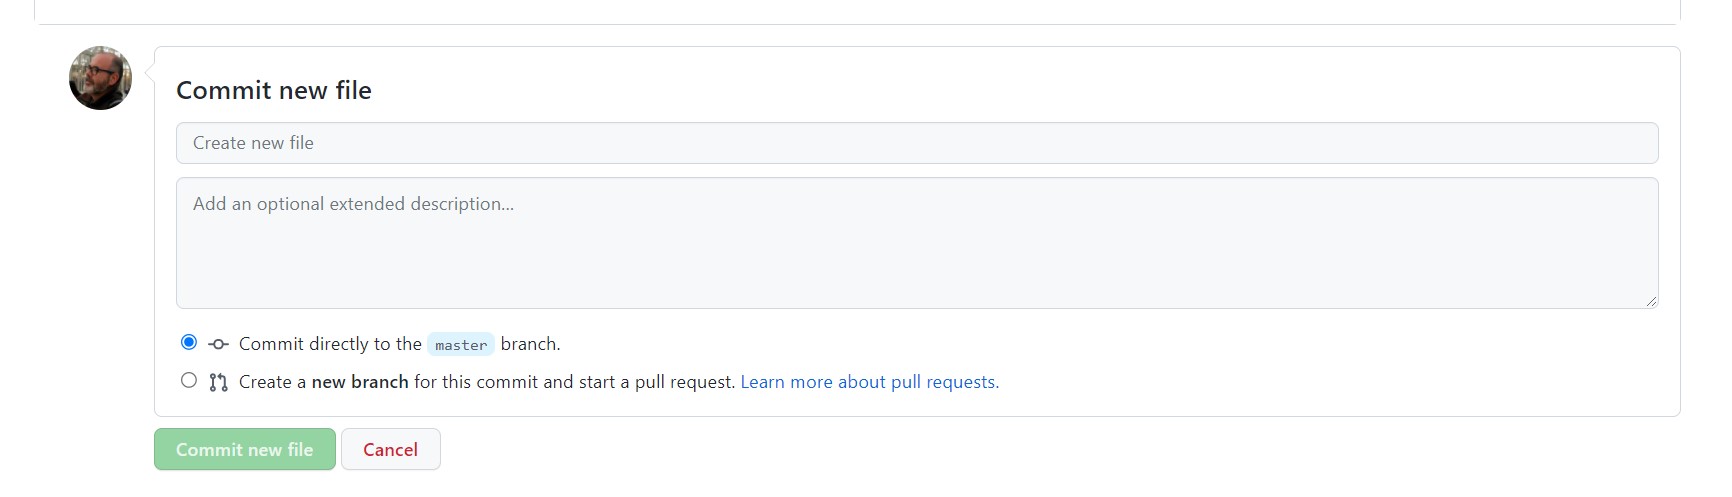 Commit new file
Create new file
Add an optional extended description...
Commit directly to the master branch.
Create a new branch for this commit and start a pull request. Learn more about pull requests.
Commit new file Cancel